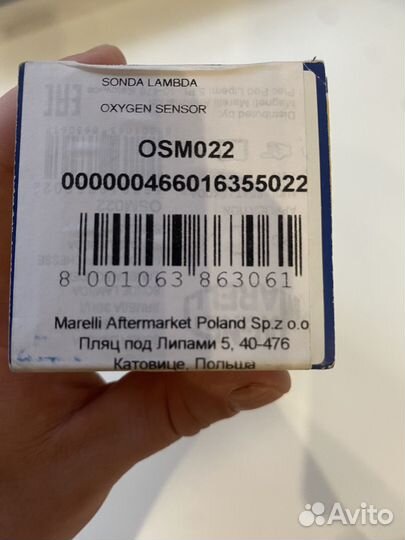 SONDA LAMBDA
OXYGEN SENSOR
OSM022
000000466016355022
8 001063 863061
Marelli Aftermarket Poland Sp.z o.o
Пляц под Липами 5, 40-476
Катовице, Польша
Avito